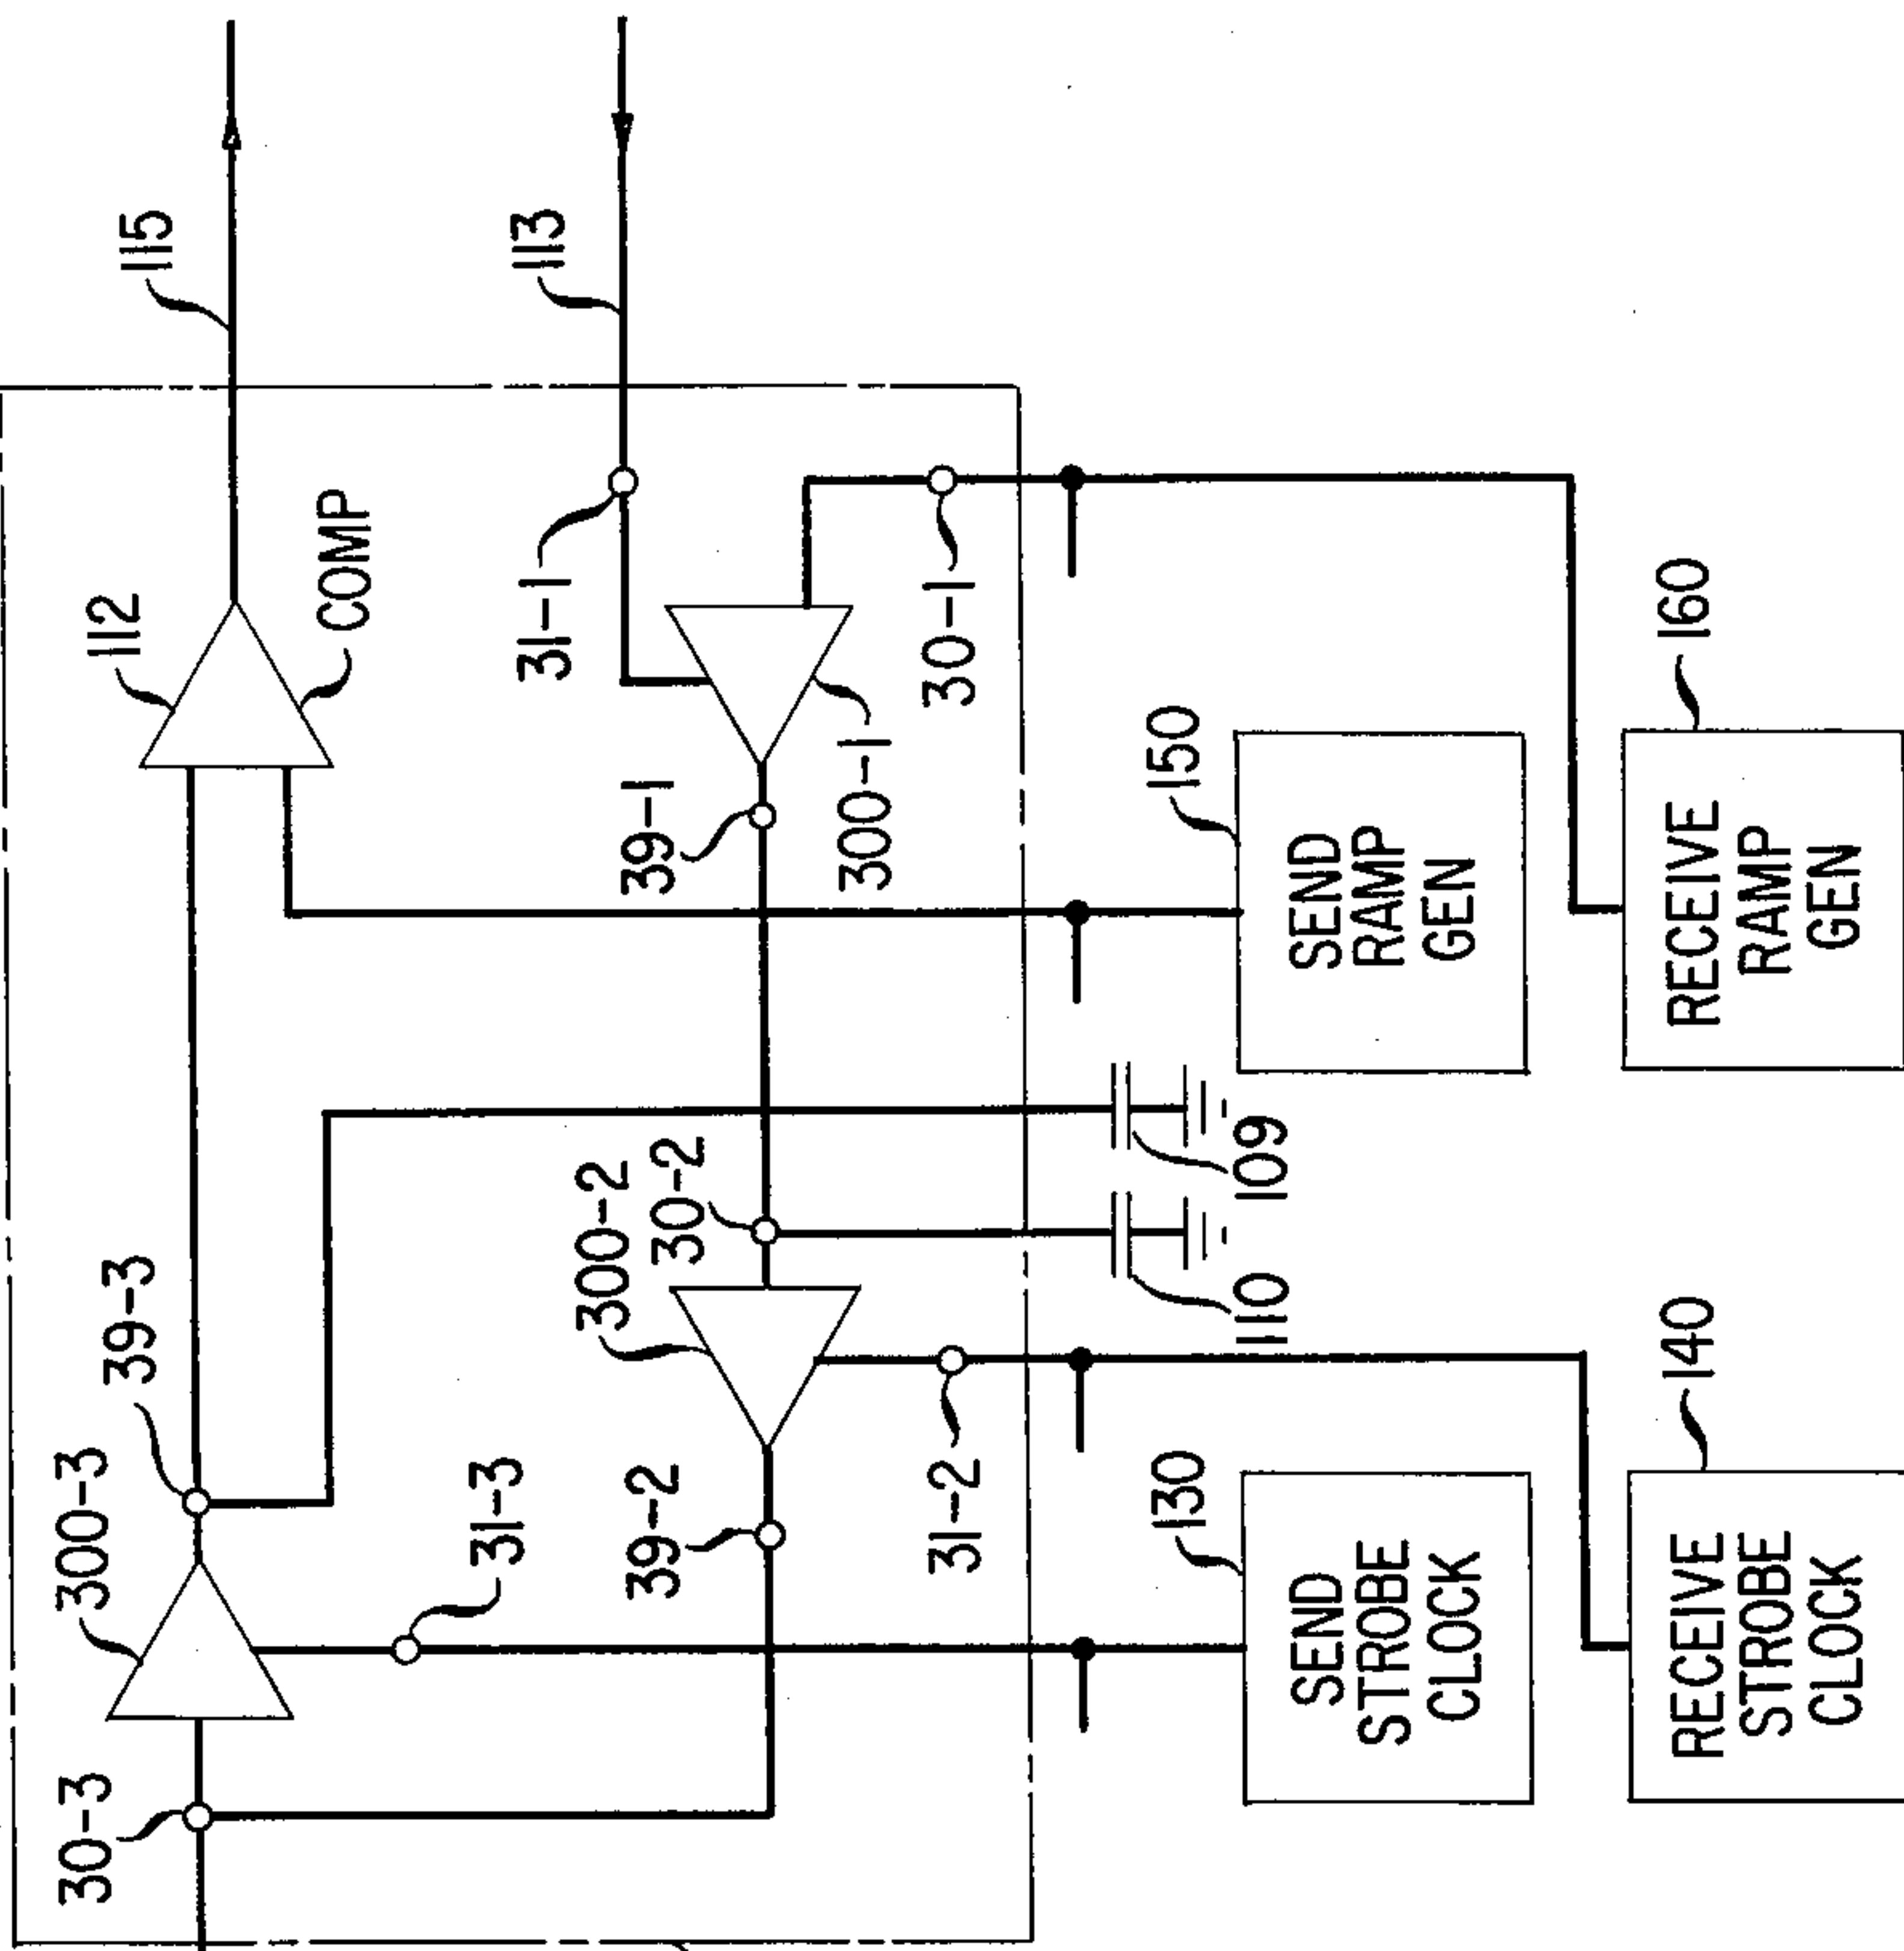 30-3
300-3
39-3
112
115
COMP
31-3
31-1
113
300-2
39-2
30-2
39-1
300-1
31-2
30-1
130
150
110
109
SEND
STROBE
CLOCK
SEND
RAMP
GEN
140
160
RECEIVE
STROBE
CLOCK
RECEIVE
RAMP
GEN